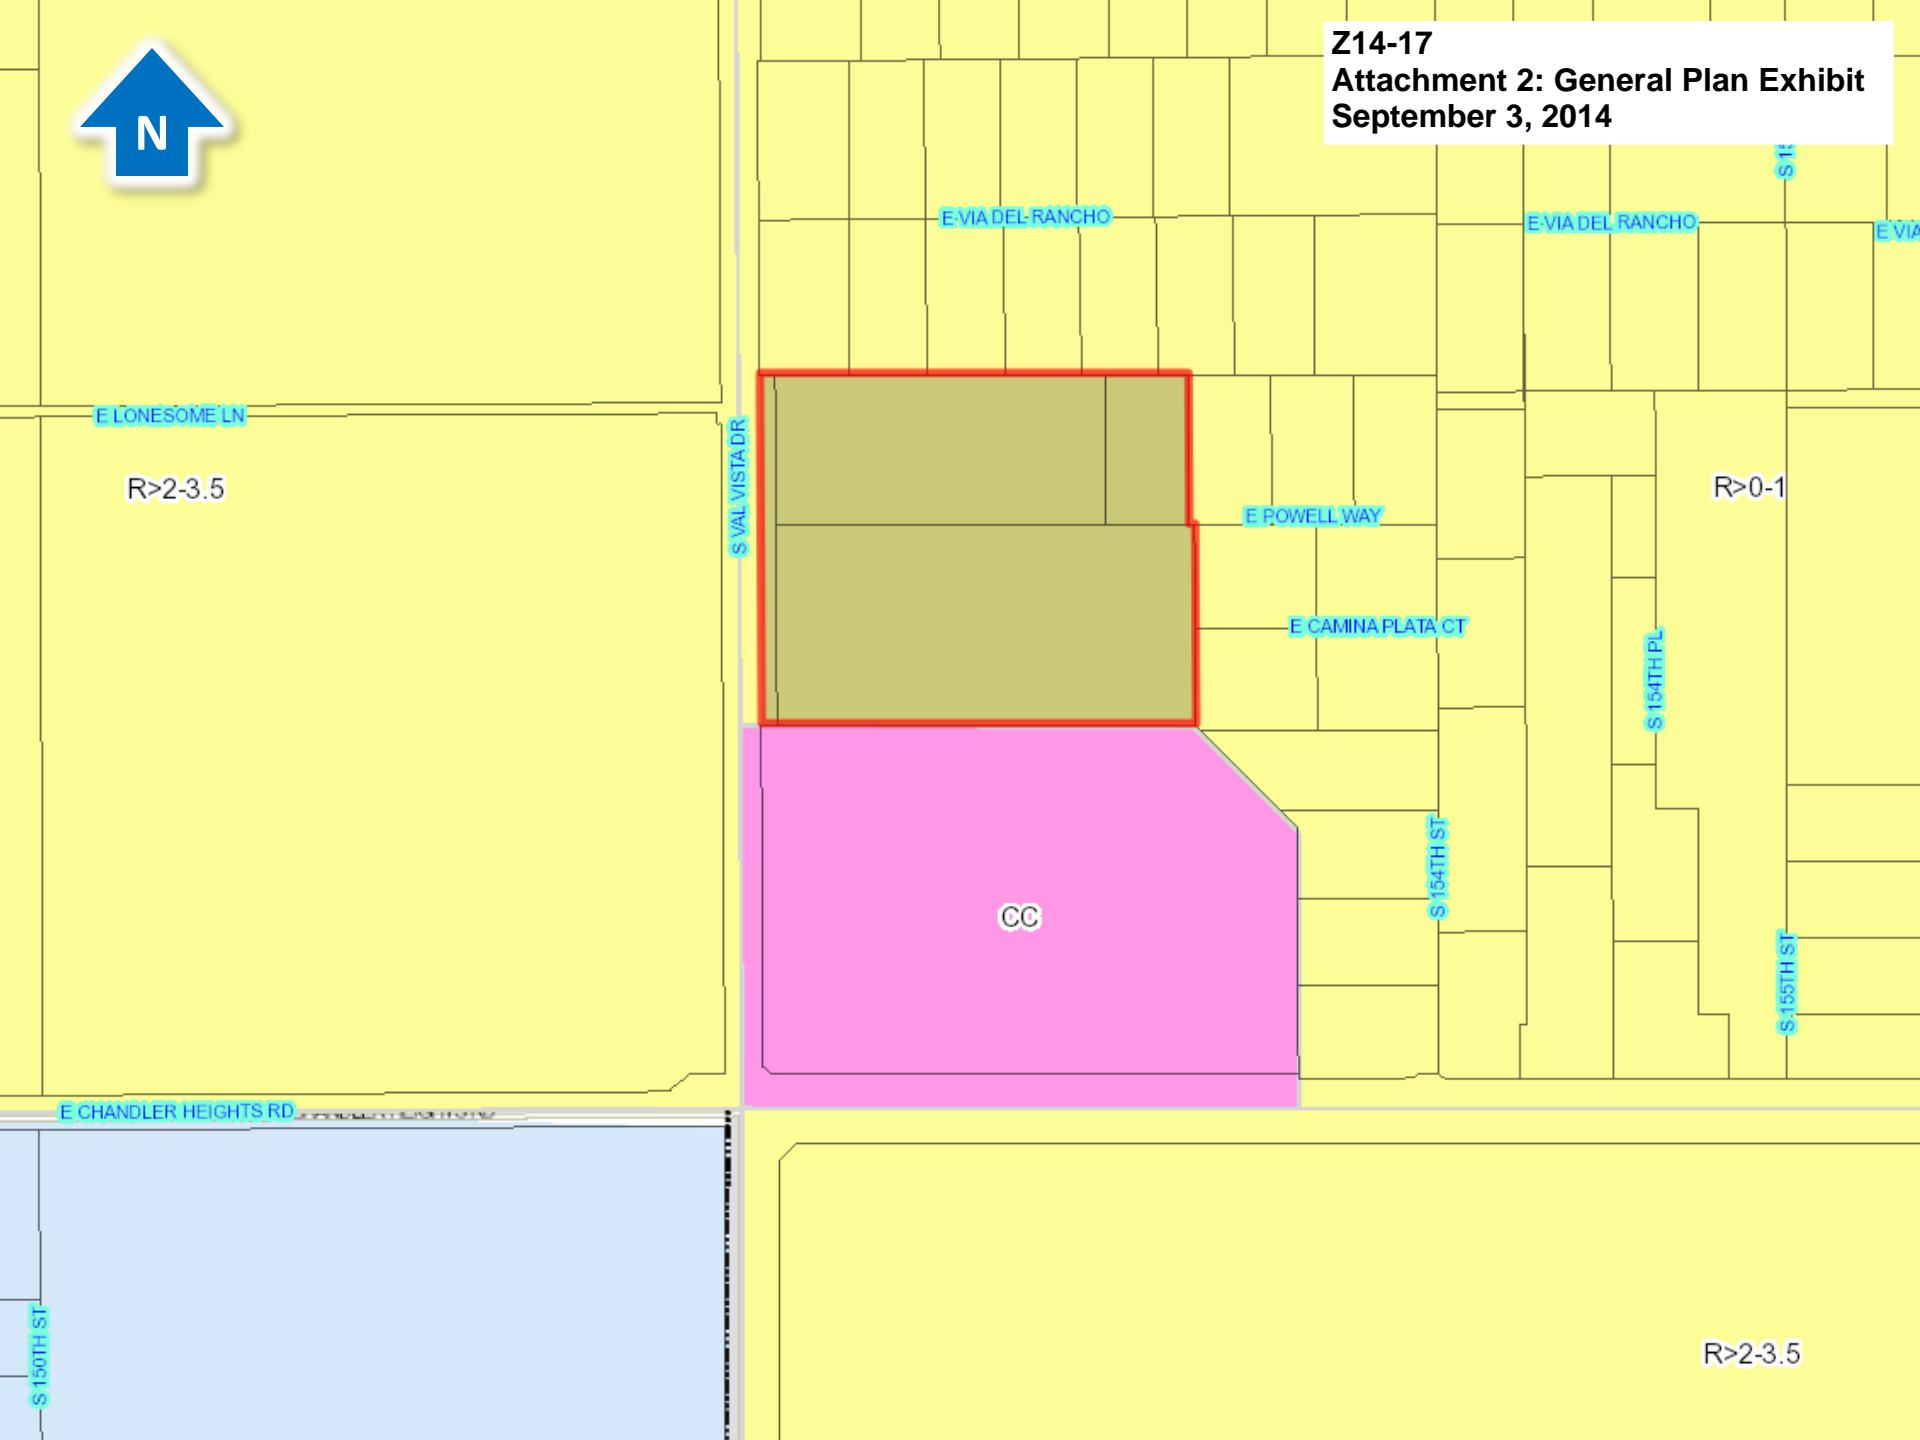 Z14-17
Attachment 2: General Plan Exhibit
September 3, 2014
N
E VIA DEL RANCHO
E VIA DEL RANCHO
E VIA
E LONESOME LN
S VAL VISTA DR
R>2-3.5
R>0-1
E POWELL WAY
E CAMINA PLATA CT
S 154TH PL
S 154TH ST
CC
S 155TH ST
E CHANDLER HEIGHTS RD
S 150TH ST
R>2-3.5